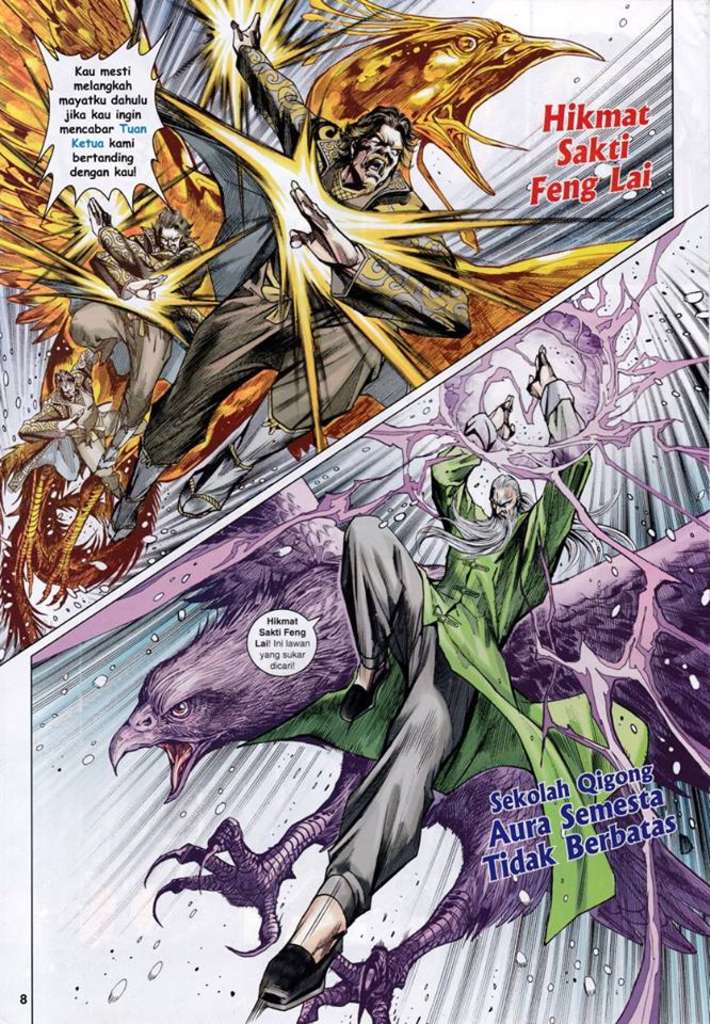 Kau mesti
melangkah
mayatku dahulu
jika kau ingin
mencabar Tuan
Ketua kami
bertanding
dengan kau!
Hikmat
Sakti
Feng Lai
Hikmat
Sakti Feng
Lai! Ini lawan
yang sukar
dicari!
Sekolah Qigong
Aura Semesta
Tidak Berbatas
8